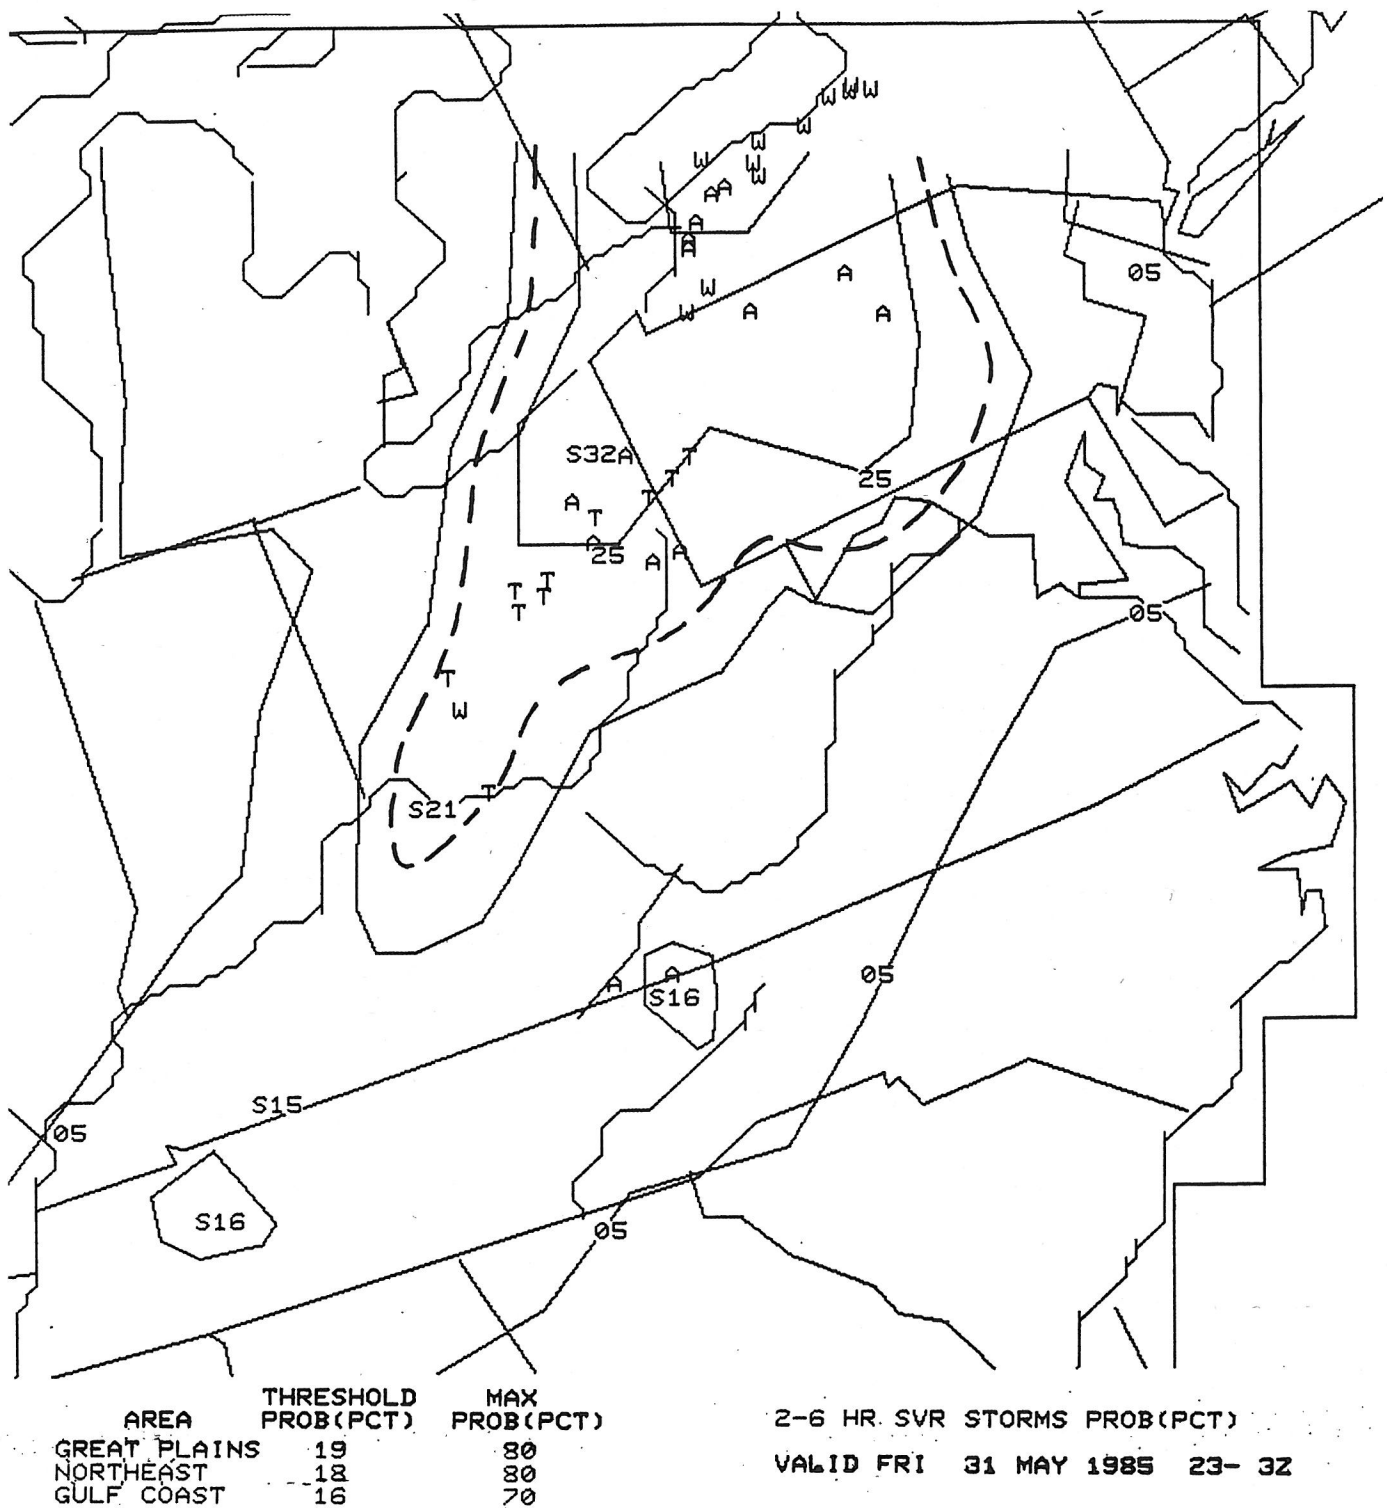 W W W
W
W
W W
W
A A
A
A
A
05
A
W
W
A
A
S32A
T
T
25
T
A
T
A
25
A
A
T
T
T
T
05
T
W
T
S21
A
A
05
S16
S15
05
S16
05
THRESHOLD MAX
AREA PROB(PCT) PROB(PCT)
GREAT PLAINS 19 80
NORTHEAST 18 80
GULF COAST 16 70
2-6 HR SVR STORMS PROB(PCT)
VALID FRI 31 MAY 1985 23- 3Z